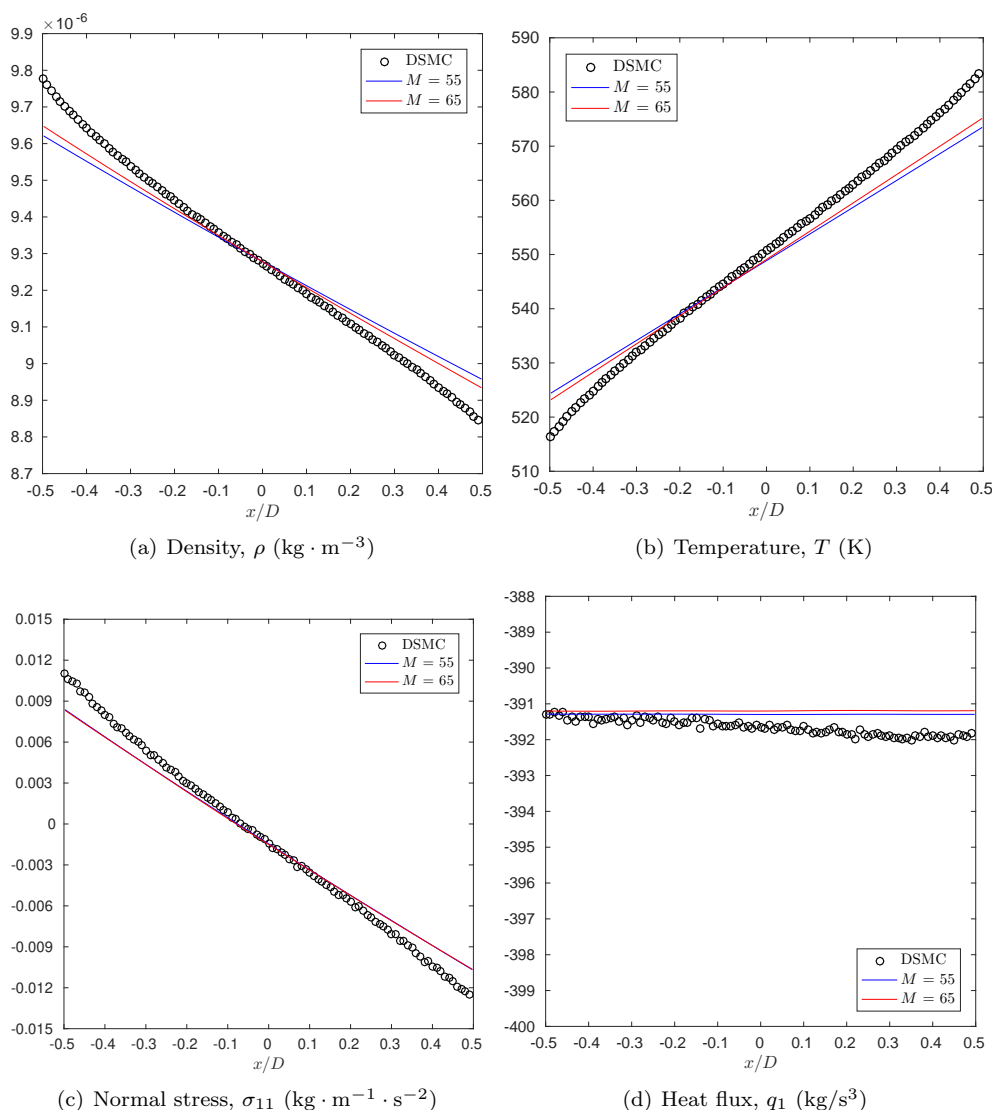 ×10⁻⁶
9.9
9.8
9.7
9.6
9.5
9.4
9.3
9.2
9.1
9
8.9
8.8
8.7
-0.5 -0.4 -0.3 -0.2 -0.1 0 0.1 0.2 0.3 0.4 0.5
x/D
DSMC
M = 55
M = 65
(a) Density, ρ (kg · m⁻³)
590
580
570
560
550
540
530
520
510
-0.5 -0.4 -0.3 -0.2 -0.1 0 0.1 0.2 0.3 0.4 0.5
x/D
DSMC
M = 55
M = 65
(b) Temperature, T (K)
0.015
0.012
0.009
0.006
0.003
0
-0.003
-0.006
-0.009
-0.012
-0.015
-0.5 -0.4 -0.3 -0.2 -0.1 0 0.1 0.2 0.3 0.4 0.5
x/D
DSMC
M = 55
M = 65
(c) Normal stress, σ₁₁ (kg · m⁻¹ · s⁻²)
-388
-389
-390
-391
-392
-393
-394
-395
-396
-397
-398
-399
-400
-0.5 -0.4 -0.3 -0.2 -0.1 0 0.1 0.2 0.3 0.4 0.5
x/D
DSMC
M = 55
M = 65
(d) Heat flux, q₁ (kg/s³)